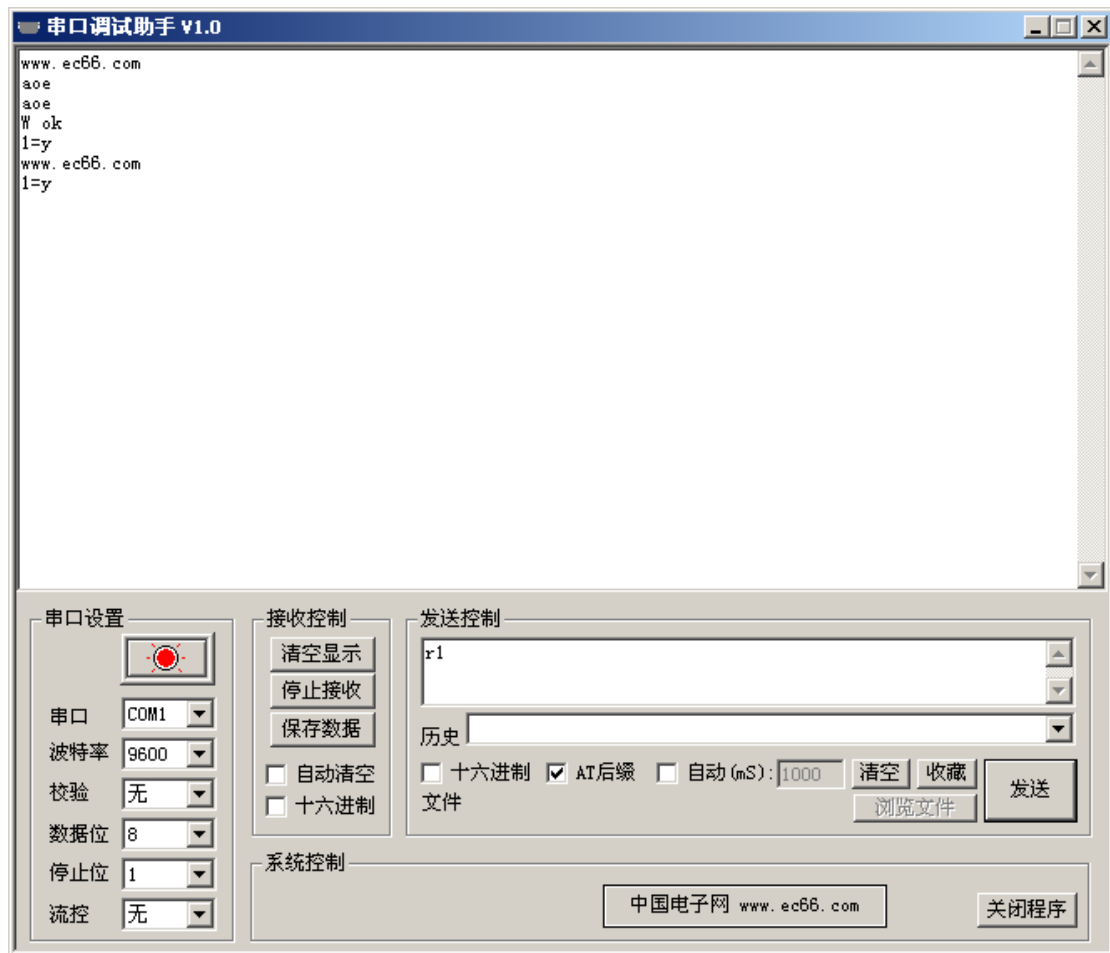 串口调试助手 V1.0
www.ec66.com
aoe
aoe
W ok
1=y
www.ec66.com
1=y
串口设置
串口 COM1
波特率 9600
校验 无
数据位 8
停止位 1
流控 无
接收控制
清空显示
停止接收
保存数据
自动清空
十六进制
发送控制
r1
历史
十六进制 AT后缀 自动(mS): 1000 清空 收藏
文件 浏览文件
发送
系统控制
中国电子网 www.ec66.com
关闭程序